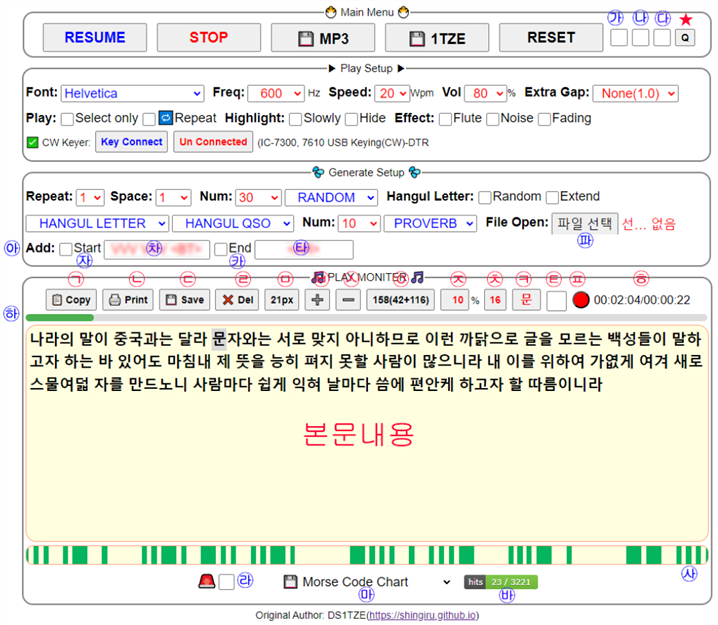 Main Menu
RESUME STOP MP3 1TZE RESET ㉮ ㉯ ㉰ ★ Q
▶ Play Setup ▶
Font: Helvetica Freq: 600 Hz Speed: 20 Wpm Vol 80 % Extra Gap: None(1.0)
Play: Select only Repeat Highlight: Slowly Hide Effect: Flute Noise Fading
CW Keyer: Key Connect Un Connected (IC-7300, 7610 USB Keying(CW)-DTR
Generate Setup
Repeat: 1 Space: 1 Num: 30 RANDOM Hangul Letter: Random Extend
HANGUL LETTER HANGUL QSO Num: 10 PROVERB File Open: 파일 선택 선... 없음
㉵ Add: Start ㉷ End ㉹ ㉺
㉶ ㉸
PLAY MONITER
㉠ ㉡ ㉢ ㉣ ㉤ ㉨ ㉩ ㉪ ㉫ ㉬ ㉭
Copy Print Save Del 21px 158(42+116) 10 % 16 문 00:02:04/00:00:22
㉻
나라의 말이 중국과는 달라 문자와는 서로 맞지 아니하므로 이런 까닭으로 글을 모르는 백성들이 말하
고자 하는 바 있어도 마침내 제 뜻을 능히 펴지 못할 사람이 많으니라 내 이를 위하여 가엾게 여겨 새로
스물여덟 자를 만드노니 사람마다 쉽게 익혀 날마다 씀에 편안케 하고자 할 따름이니라
본문내용
㉴
㉱ Morse Code Chart hits 23 / 3221
㉲ ㉳
Original Author: DS1TZE(https://shingiru.github.io)